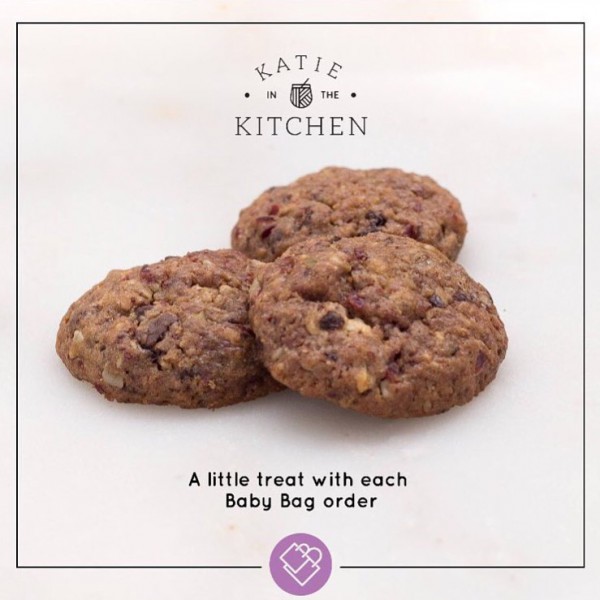 KATIE
• IN THE •
KITCHEN
A little treat with each
Baby Bag order